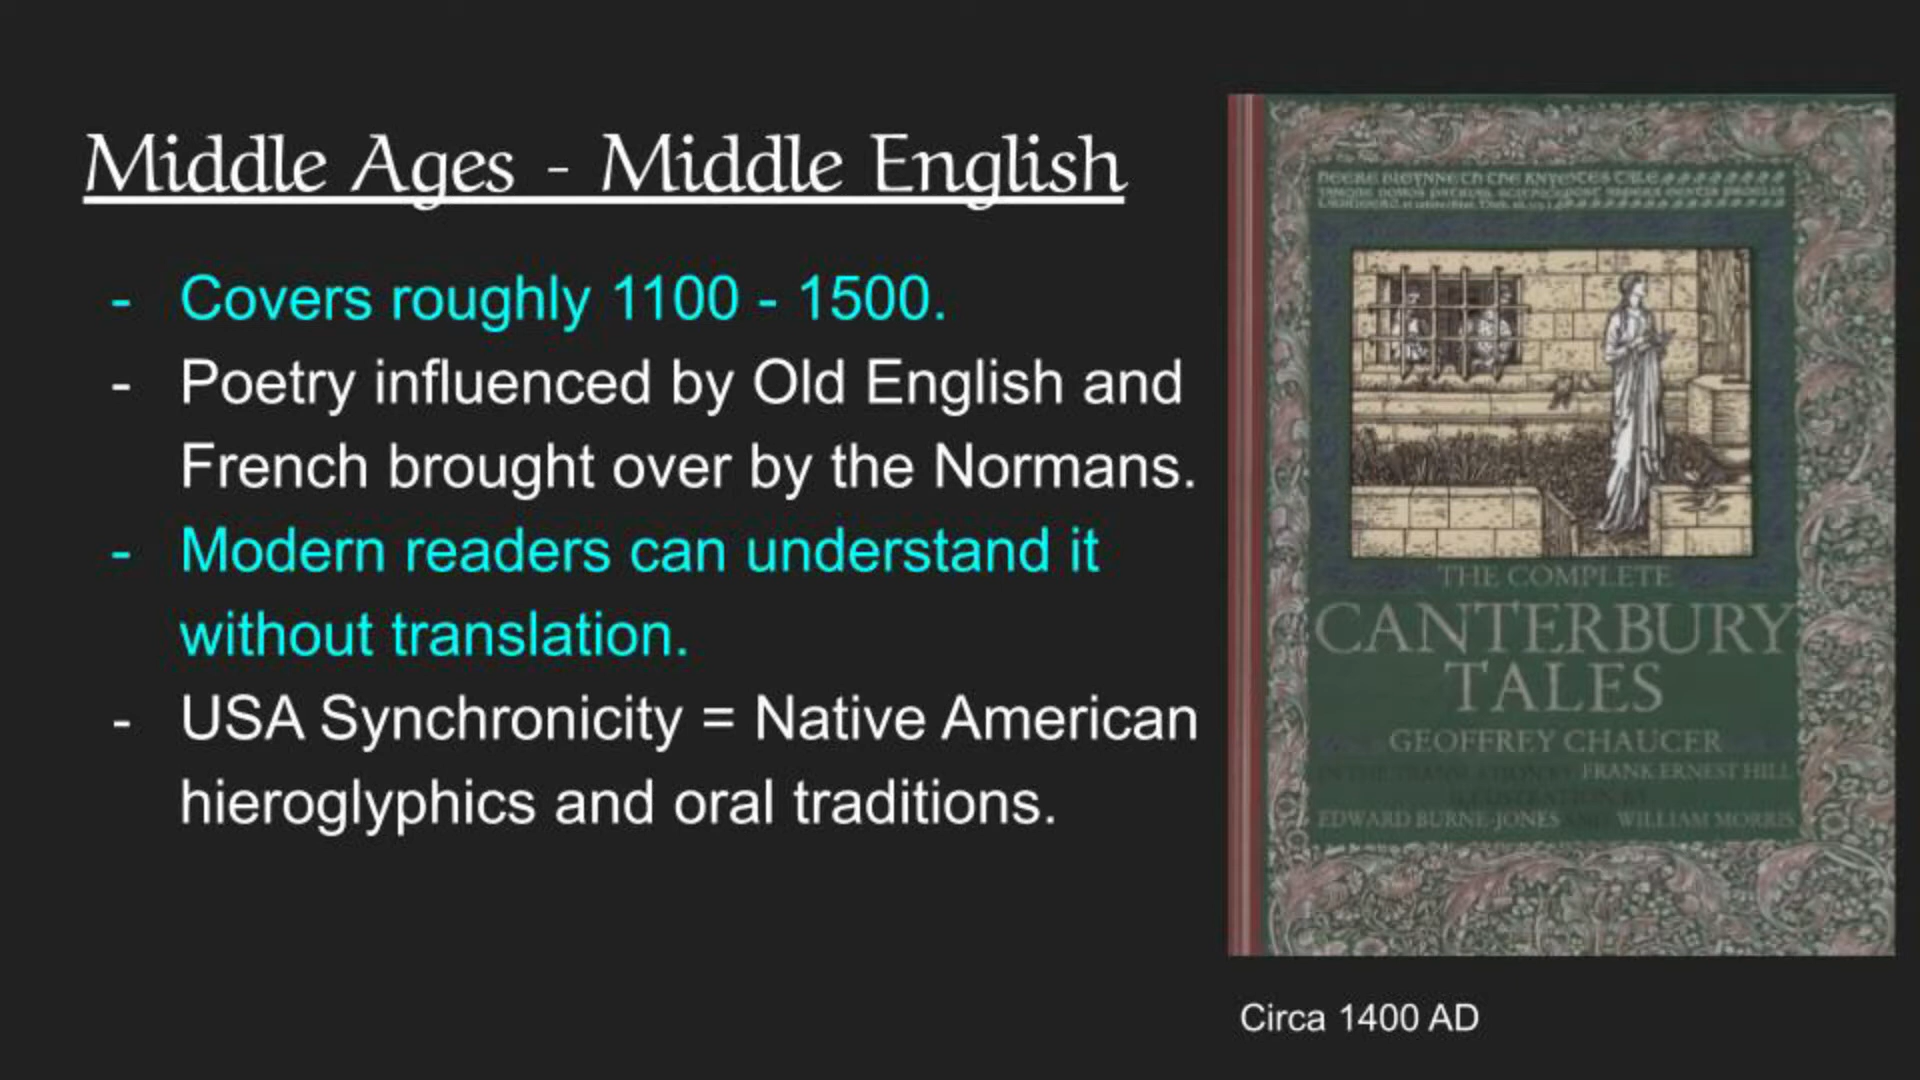 Middle Ages - Middle English
- Covers roughly 1100 - 1500.
- Poetry influenced by Old English and
French brought over by the Normans.
- Modern readers can understand it
without translation.
- USA Synchronicity = Native American
hieroglyphics and oral traditions.
THE COMPLETE
CANTERBURY
TALES
GEOFFREY CHAUCER
FRANK ERNEST HILL
EDWARD BURNE-JONES WILLIAM MORRIS
Circa 1400 AD